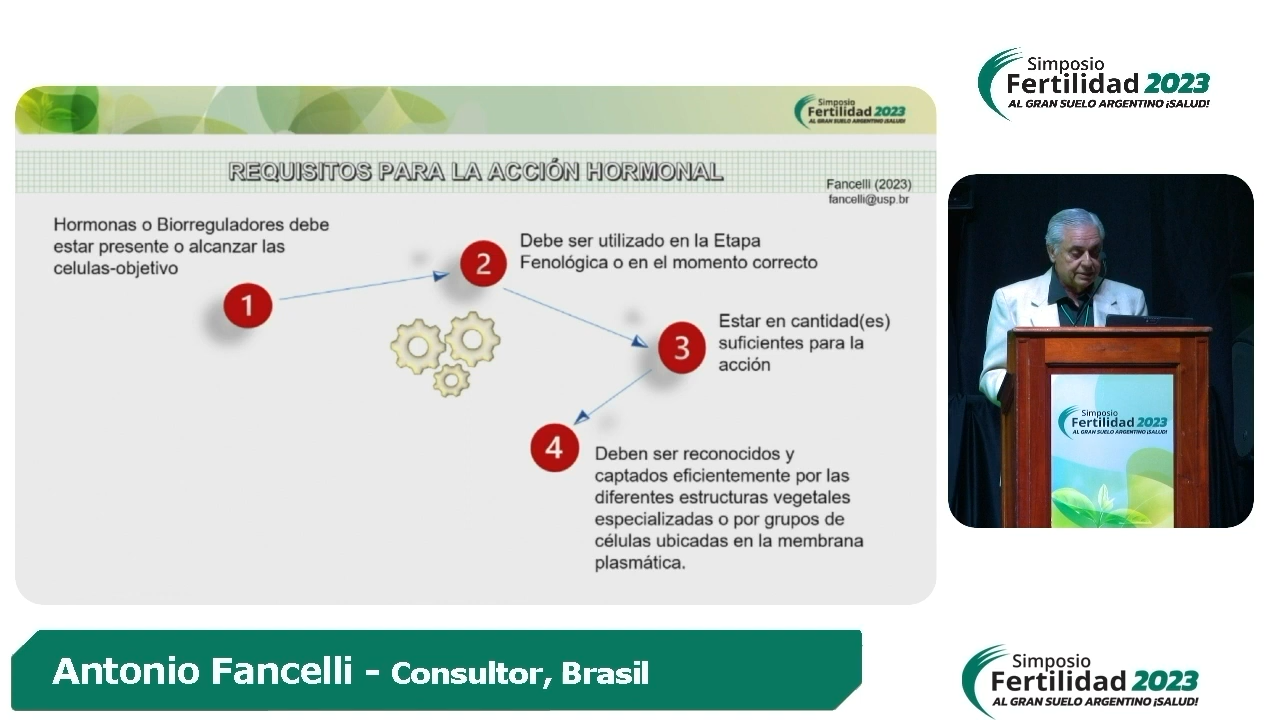 Simposio
Fertilidad 2023
AL GRAN SUELO ARGENTINO ¡SALUD!
Simposio
Fertilidad 2023
AL GRAN SUELO ARGENTINO ¡SALUD!
REQUISITOS PARA LA ACCIÓN HORMONAL
Fancelli (2023)
fancelli@usp.br
Hormonas o Biorreguladores debe
estar presente o alcanzar las
celulas-objetivo
1
2
Debe ser utilizado en la Etapa
Fenológica o en el momento correcto
3
Estar en cantidad(es)
suficientes para la
acción
4
Deben ser reconocidos y
captados eficientemente por las
diferentes estructuras vegetales
especializadas o por grupos de
células ubicadas en la membrana
plasmática.
Simposio
Fertilidad 2023
AL GRAN SUELO ARGENTINO ¡SALUD!
Antonio Fancelli - Consultor, Brasil
Simposio
Fertilidad 2023
AL GRAN SUELO ARGENTINO ¡SALUD!